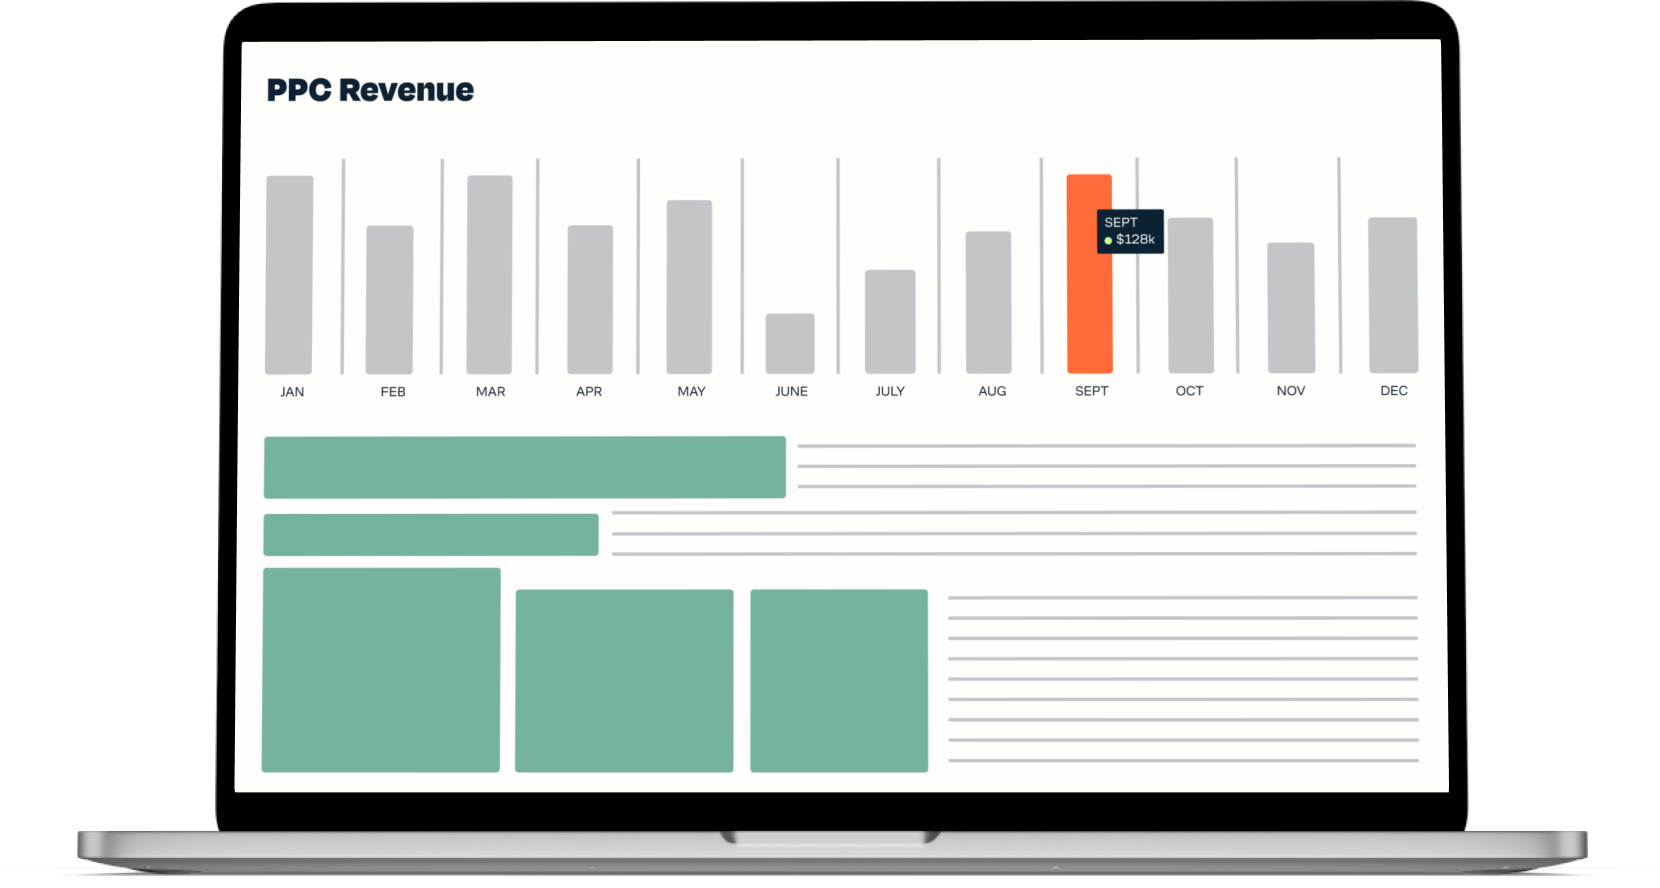 PPC Revenue
SEPT
$128k
JAN FEB MAR APR MAY JUNE JULY AUG SEPT OCT NOV DEC